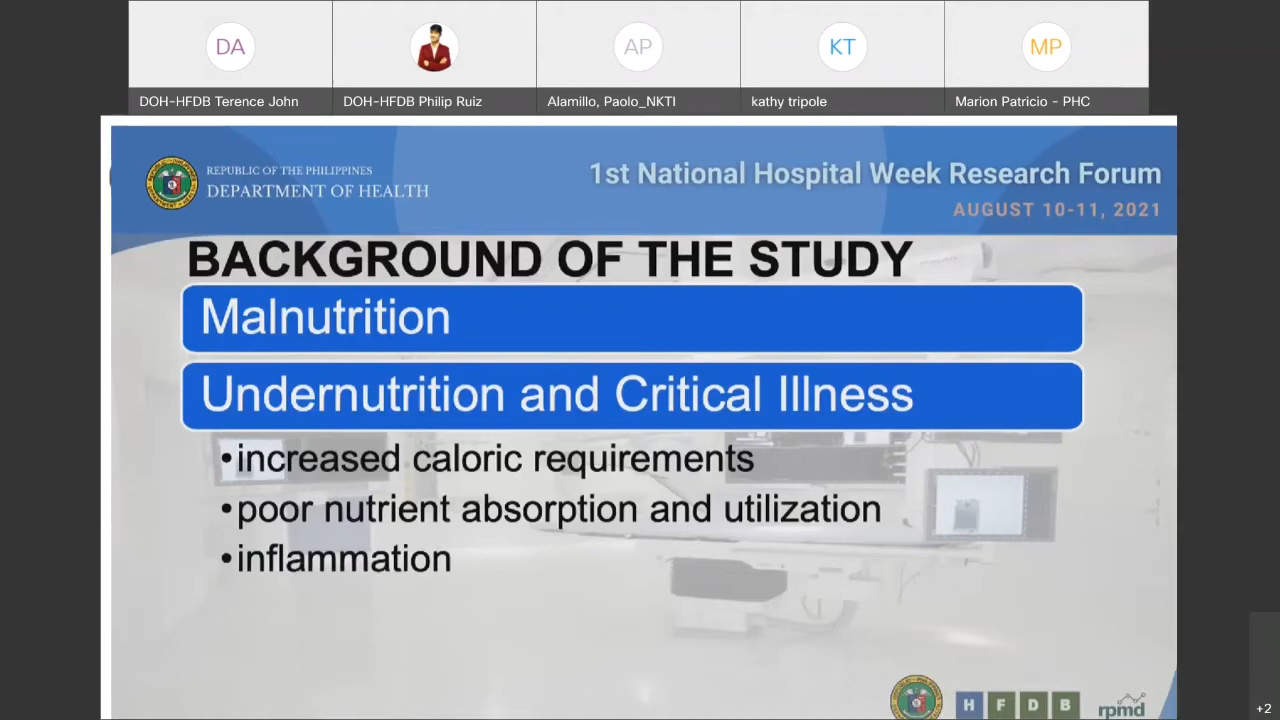 DA
AP
KT
MP
DOH-HFDB Terence John
DOH-HFDB Philip Ruiz
Alamillo, Paolo_NKTI
kathy tripole
Marion Patricio - PHC
REPUBLIC OF THE PHILIPPINES
DEPARTMENT OF HEALTH
1st National Hospital Week Research Forum
AUGUST 10-11, 2021
BACKGROUND OF THE STUDY
Malnutrition
Undernutrition and Critical Illness
•increased caloric requirements
•poor nutrient absorption and utilization
•inflammation
H F D B
rpmd
+2